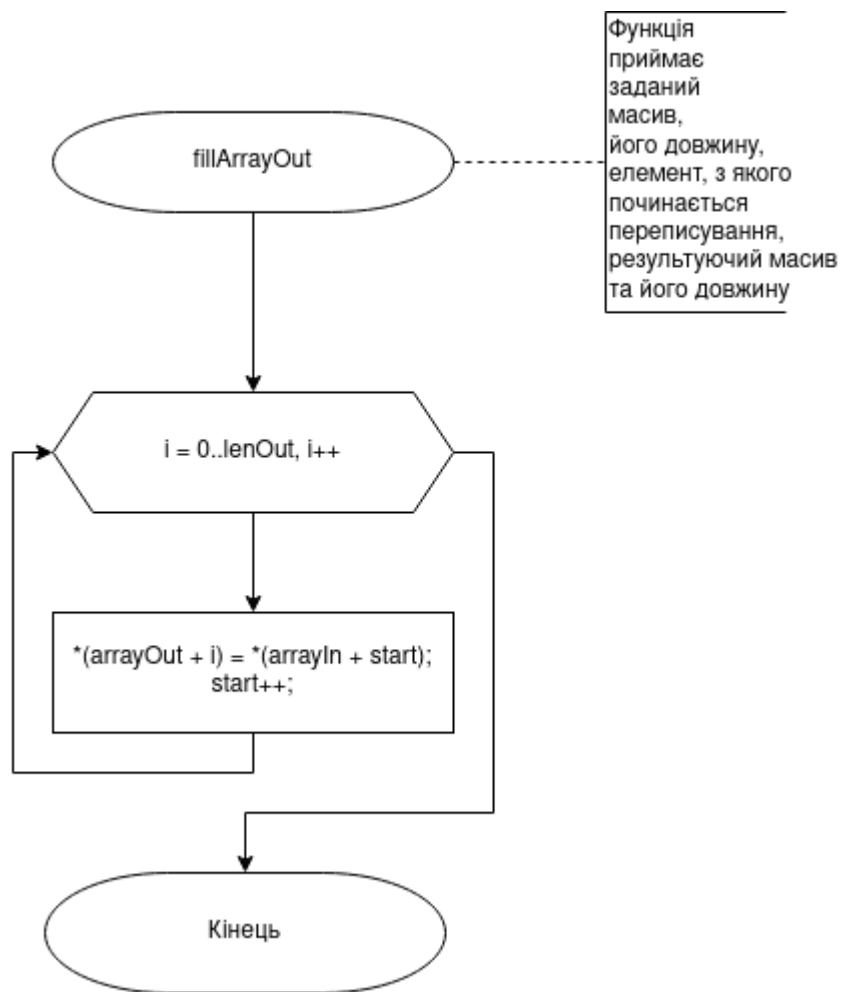 Функція
приймає
заданий
масив,
його довжину,
елемент, з якого
починається
переписування,
результуючий масив
та його довжину
fillArrayOut
i = 0..lenOut, i++
*(arrayOut + i) = *(arrayIn + start);
start++;
Кінець